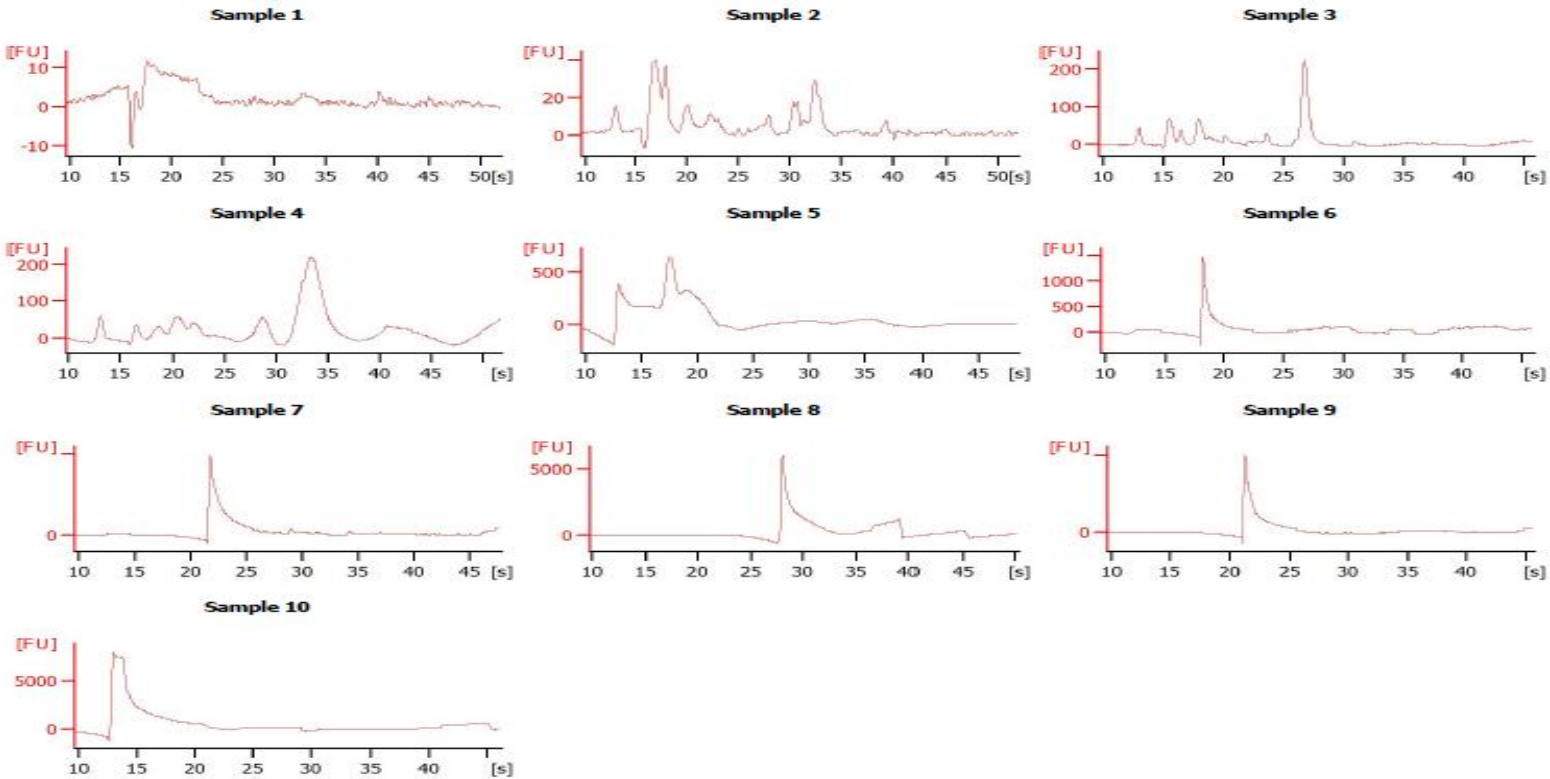 Sample 1 Sample 2 Sample 3
[FU] [FU] [FU]
10 200
20 100
0 0 0
-10
10 15 20 25 30 35 40 45 50[s] 10 15 20 25 30 35 40 45 50[s] 10 15 20 25 30 35 40 [s]
Sample 4 Sample 5 Sample 6
[FU] [FU] [FU]
200 500 1000
100 500
0 0 0
10 15 20 25 30 35 40 45 [s] 10 15 20 25 30 35 40 45 [s] 10 15 20 25 30 35 40 [s]
Sample 7 Sample 8 Sample 9
[FU] [FU] [FU]
5000
0 0 0
10 15 20 25 30 35 40 45 [s] 10 15 20 25 30 35 40 45 [s] 10 15 20 25 30 35 40 [s]
Sample 10
[FU]
5000
0
10 15 20 25 30 35 40 [s]